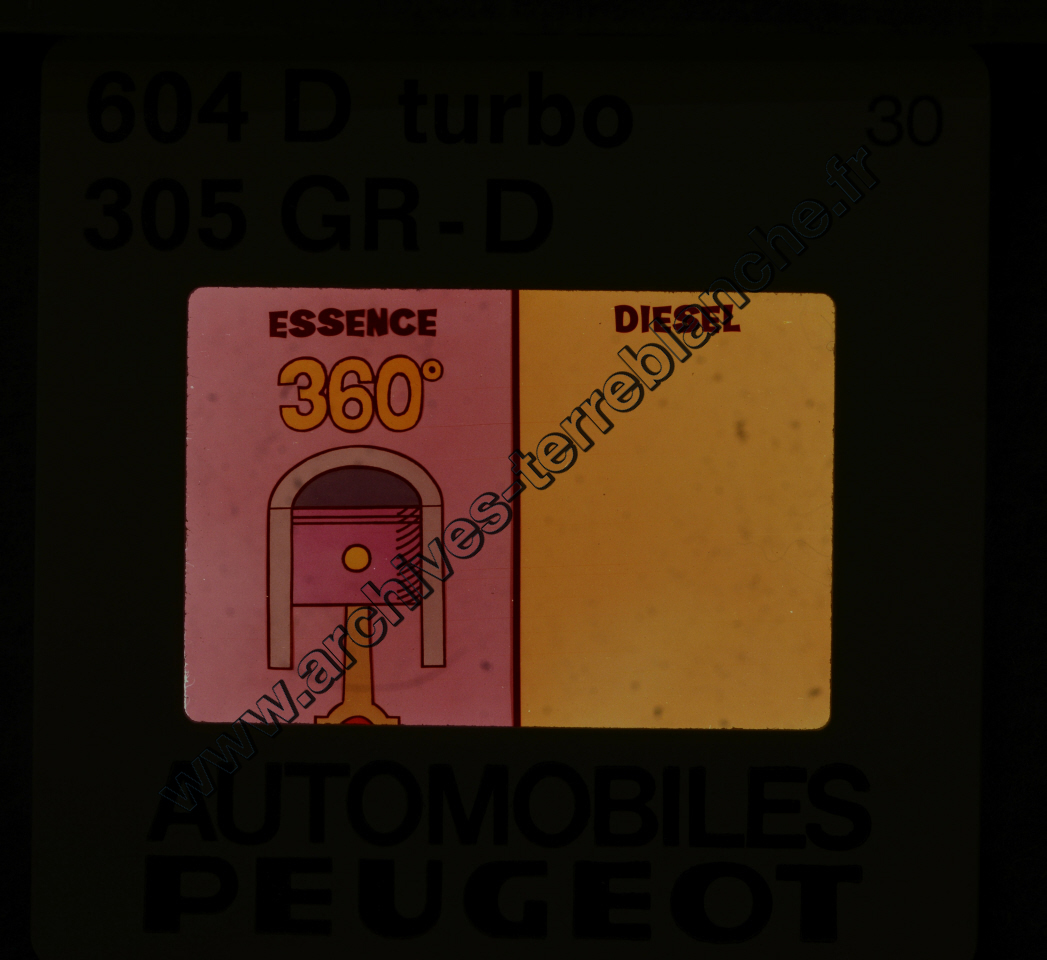 604 D turbo 30
305 GR-D
ESSENCE DIESEL
360°
www.archives-terreblanche.fr
AUTOMOBILES
PEUGEOT